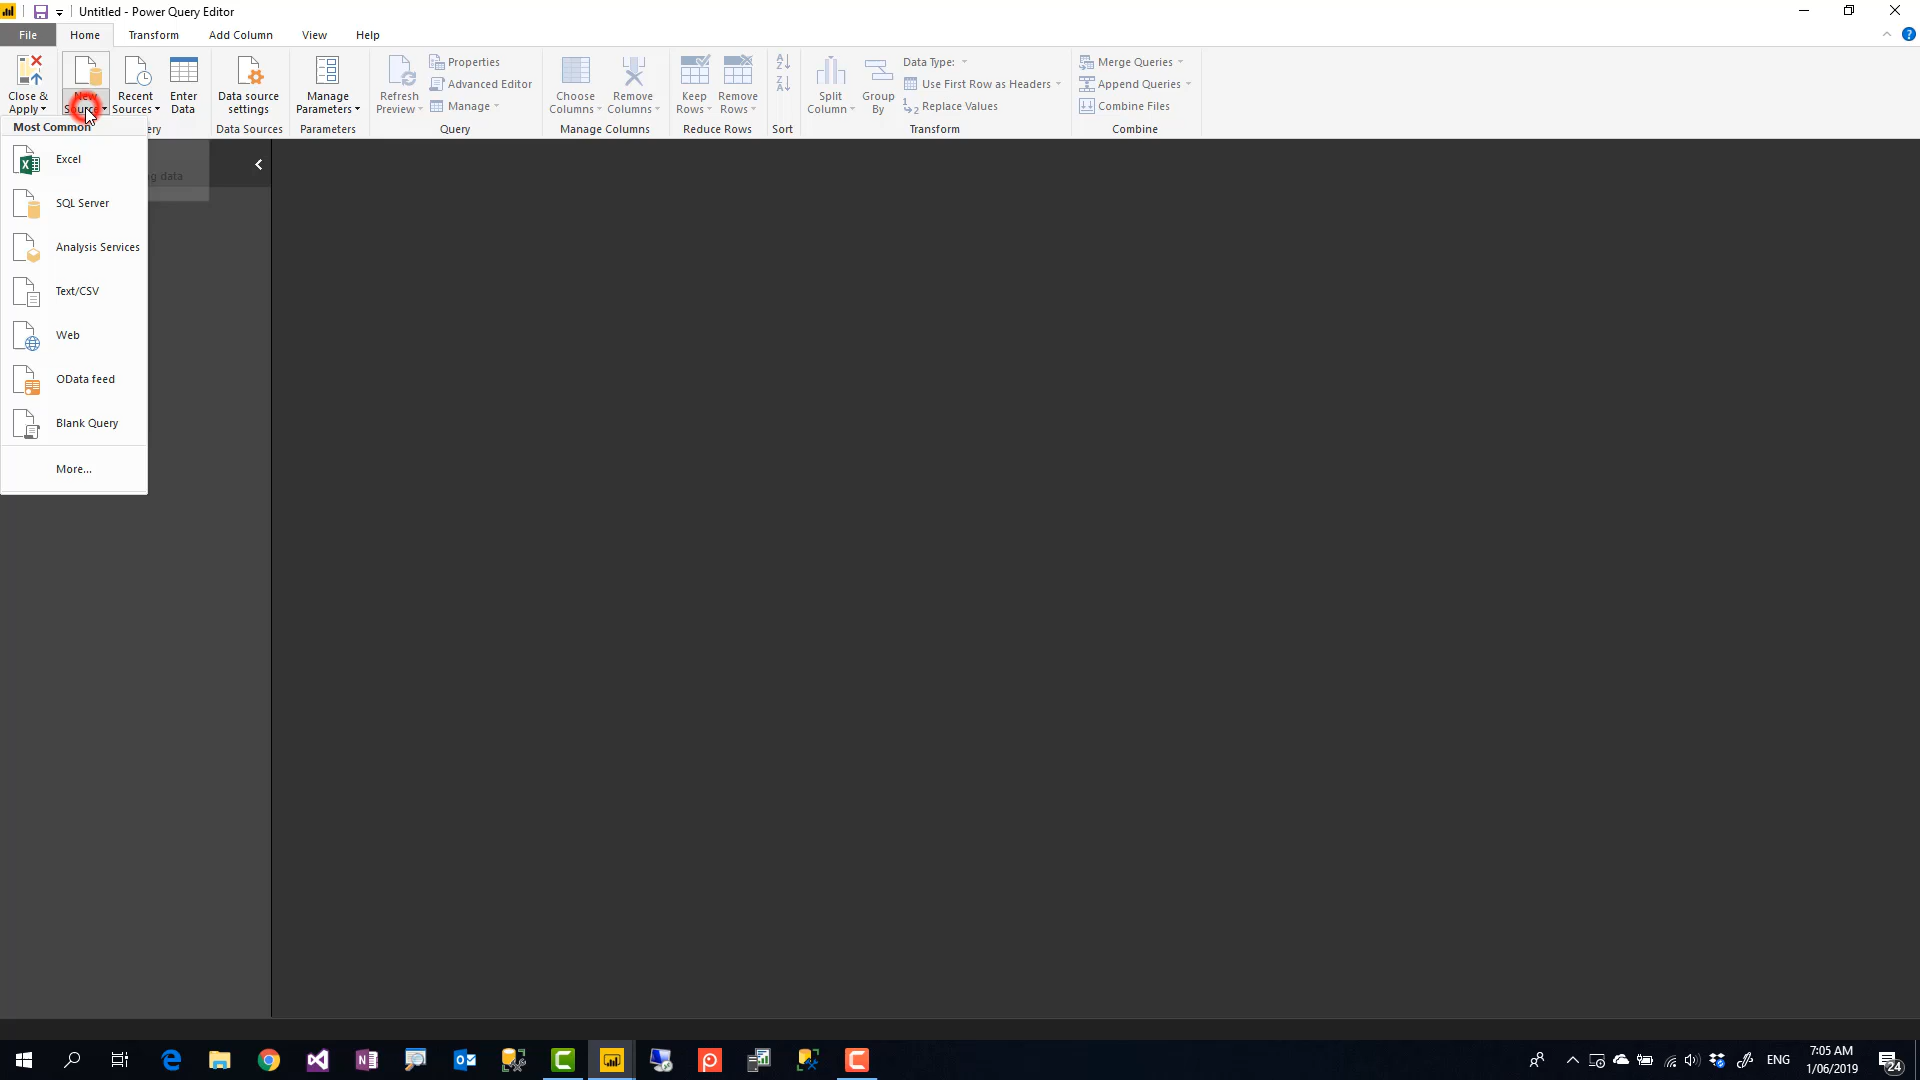 Untitled - Power Query Editor
File
Home
Transform
Add Column
View
Help
Close &
Apply
New
Source
Recent
Sources
Enter
Data
Data source
settings
Data Sources
Manage
Parameters
Parameters
Refresh
Preview
Properties
Advanced Editor
Manage
Query
Choose
Columns
Remove
Columns
Manage Columns
Keep
Rows
Remove
Rows
Reduce Rows
Sort
Split
Column
Group
By
Data Type:
Use First Row as Headers
Replace Values
Transform
Merge Queries
Append Queries
Combine Files
Combine
Most Common
Excel
SQL Server
Analysis Services
Text/CSV
Web
OData feed
Blank Query
More...
data
ENG
7:05 AM
1/06/2019
24